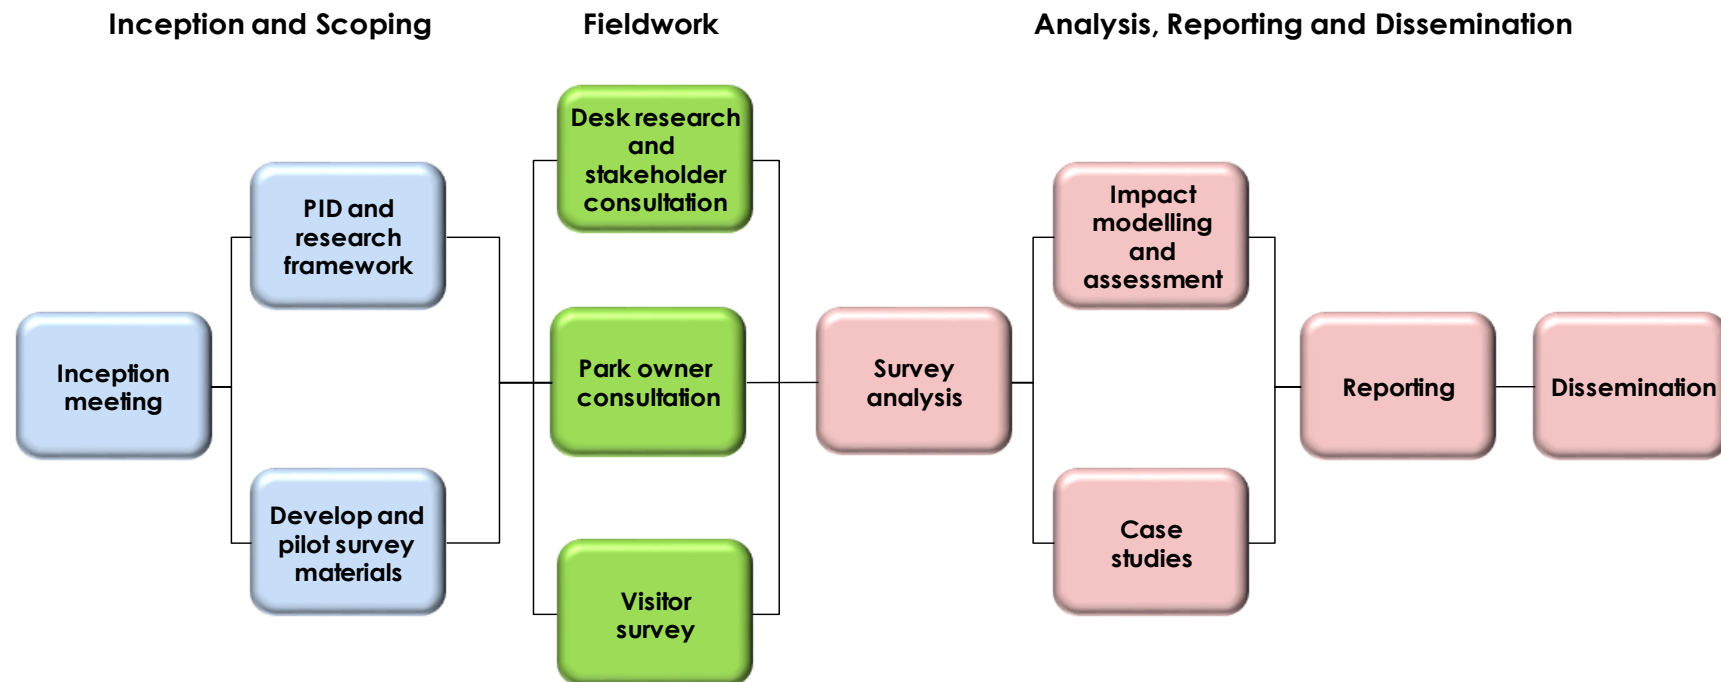 Inception and Scoping
Fieldwork
Analysis, Reporting and Dissemination
Inception
meeting
PID and
research
framework
Develop and
pilot survey
materials
Desk research
and
stakeholder
consultation
Park owner
consultation
Visitor
survey
Survey
analysis
Impact
modelling
and
assessment
Case
studies
Reporting
Dissemination